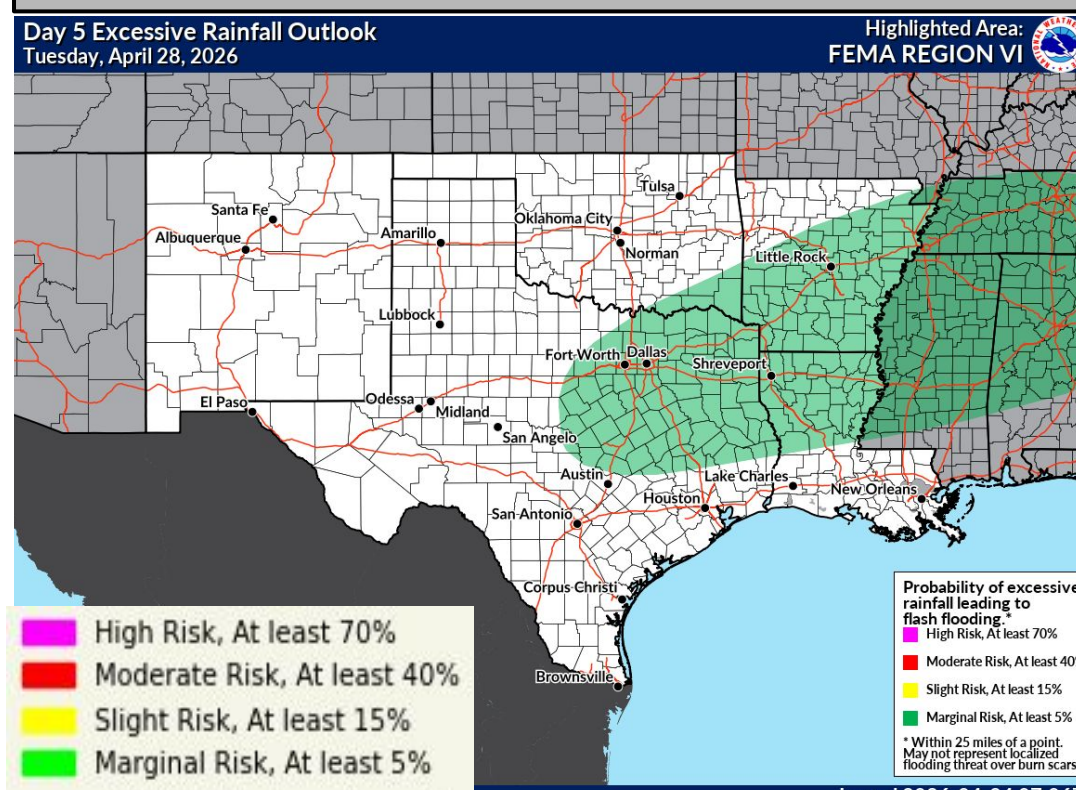 Day 5 Excessive Rainfall Outlook
Tuesday, April 28, 2026
Highlighted Area:
FEMA REGION VI
Tulsa
Santa Fe
Oklahoma City
Albuquerque
Amarillo
Norman
Little Rock
Lubbock
Fort Worth
Dallas
Shreveport
El Paso
Odessa
Midland
San Angelo
Austin
Lake Charles
Houston
New Orleans
San Antonio
Corpus Christi
Brownsville
High Risk, At least 70%
Moderate Risk, At least 40%
Slight Risk, At least 15%
Marginal Risk, At least 5%
Probability of excessive
rainfall leading to
flash flooding.*
High Risk, At least 70%
Moderate Risk, At least 40%
Slight Risk, At least 15%
Marginal Risk, At least 5%
* Within 25 miles of a point.
May not represent localized
flooding threat over burn scars